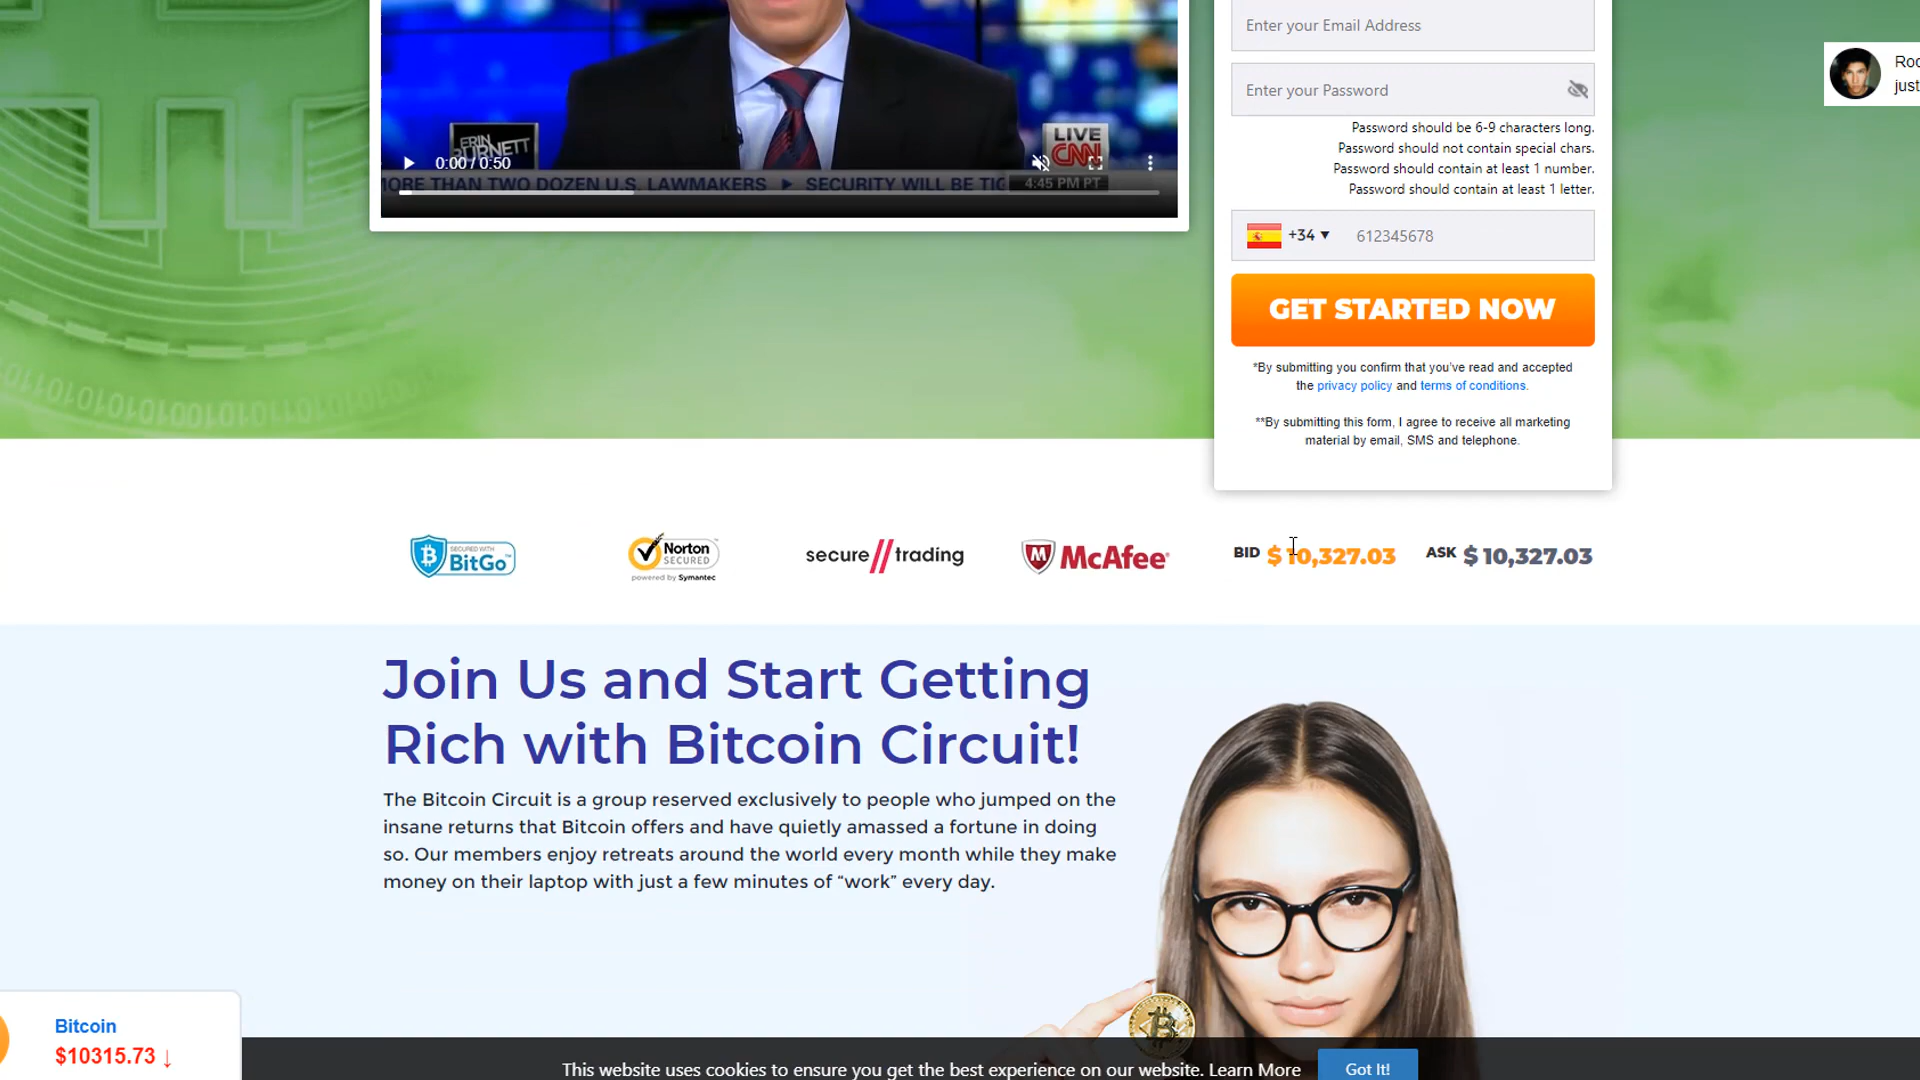 Enter your Email Address
Enter your Password
Password should be 6-9 characters long.
Password should not contain special chars.
Password should contain at least 1 number.
Password should contain at least 1 letter.
+34 ▼ 612345678
GET STARTED NOW
*By submitting you confirm that you've read and accepted
the privacy policy and terms of conditions.
**By submitting this form, I agree to receive all marketing
material by email, SMS and telephone.
ERIN
BURNETT
LIVE
CNN
0:00 / 0:50
MORE THAN TWO DOZEN U.S. LAWMAKERS ▶ SECURITY WILL BE
4:45 PM PT
just
SECURED WITH
BitGo™
Norton
SECURED
powered by Symantec
secure//trading
McAfee®
BID $ 10,327.03 ASK $ 10,327.03
Join Us and Start Getting
Rich with Bitcoin Circuit!
The Bitcoin Circuit is a group reserved exclusively to people who jumped on the
insane returns that Bitcoin offers and have quietly amassed a fortune in doing
so. Our members enjoy retreats around the world every month while they make
money on their laptop with just a few minutes of “work” every day.
Bitcoin
$10315.73 ↓
This website uses cookies to ensure you get the best experience on our website. Learn More
Got It!